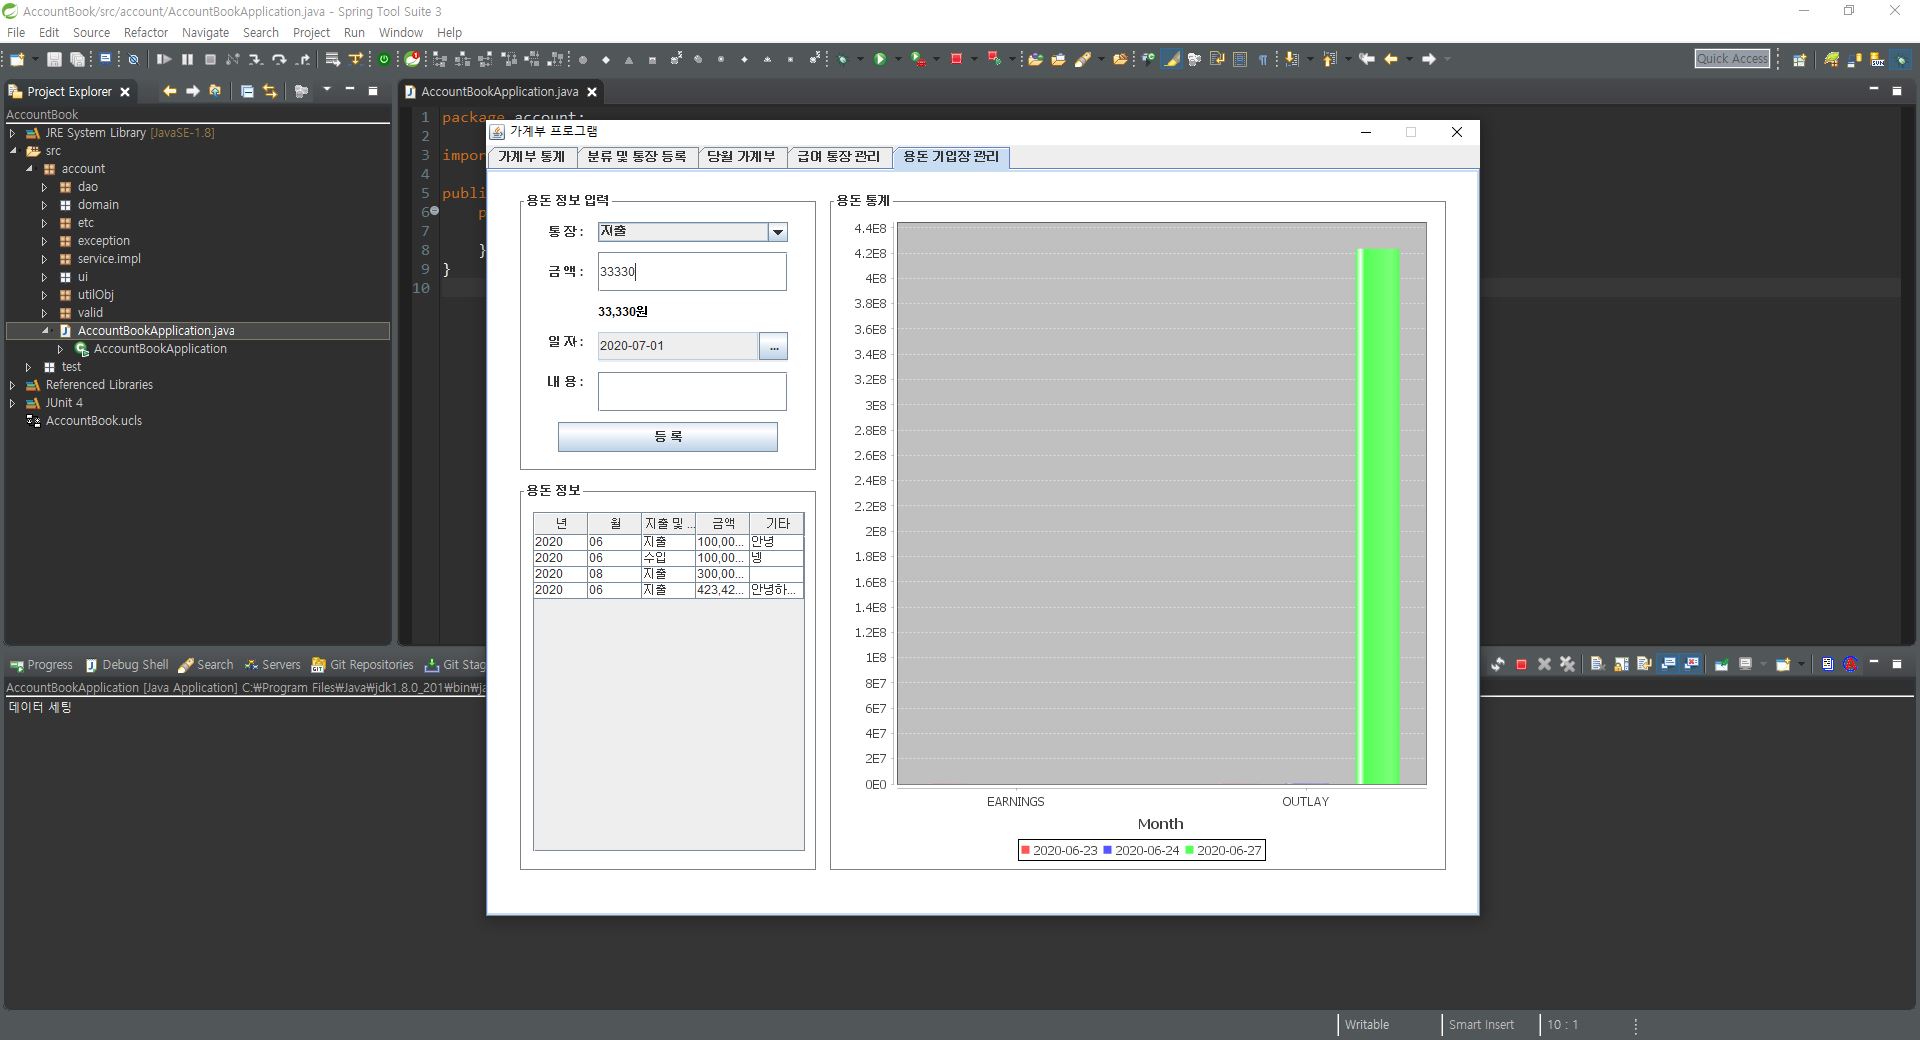 AccountBook/src/account/AccountBookApplication.java - Spring Tool Suite 3
File Edit Source Refactor Navigate Search Project Run Window Help
Quick Access
Project Explorer
AccountBookApplication.java
AccountBook
JRE System Library [JavaSE-1.8]
src
account
dao
domain
etc
exception
service.impl
ui
utilObj
valid
AccountBookApplication.java
AccountBookApplication
test
Referenced Libraries
JUnit 4
AccountBook.ucls
1 package account;
2
3 impor
4
5 publi
6 p
7
8 }
9 }
10
가계부 프로그램
가계부 통계 분류 및 통장 등록 당월 가계부 급여 통장 관리 용돈 기입장 관리
용돈 정보 입력
통 장 : 지출
금 액 : 33330
33,330원
일 자 : 2020-07-01 ...
내 용 :
등 록
용돈 정보
년 월 지출 및 ... 금액 기타
2020 06 지출 100,00... 안녕
2020 06 수입 100,00... 넹
2020 08 지출 300,00...
2020 06 지출 423,42... 안녕하...
용돈 통계
4.4E8
4.2E8
4E8
3.8E8
3.6E8
3.4E8
3.2E8
3E8
2.8E8
2.6E8
2.4E8
2.2E8
2E8
1.8E8
1.6E8
1.4E8
1.2E8
1E8
8E7
6E7
4E7
2E7
0E0
EARNINGS OUTLAY
Month
2020-06-23 2020-06-24 2020-06-27
Progress Debug Shell Search Servers Git Repositories Git Stag
AccountBookApplication [Java Application] C:₩Program Files₩Java₩jdk1.8.0_201₩bin₩ja
데이터 세팅
Writable Smart Insert 10 : 1